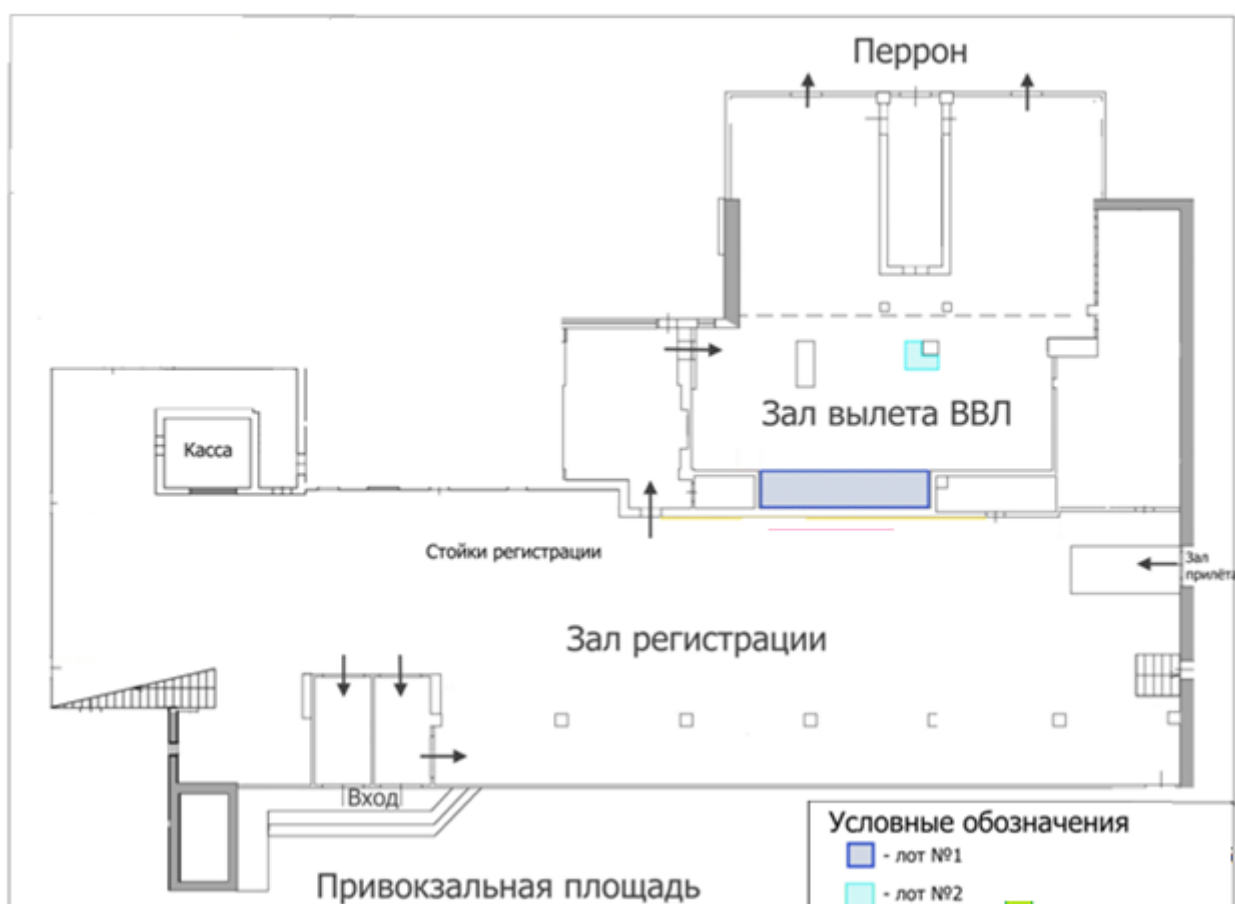 Перрон
Зал вылета ВВЛ
Касса
Стойки регистрации
Зал
прилёта
Зал регистрации
Вход
Условные обозначения
- лот №1
- лот №2
Привокзальная площадь